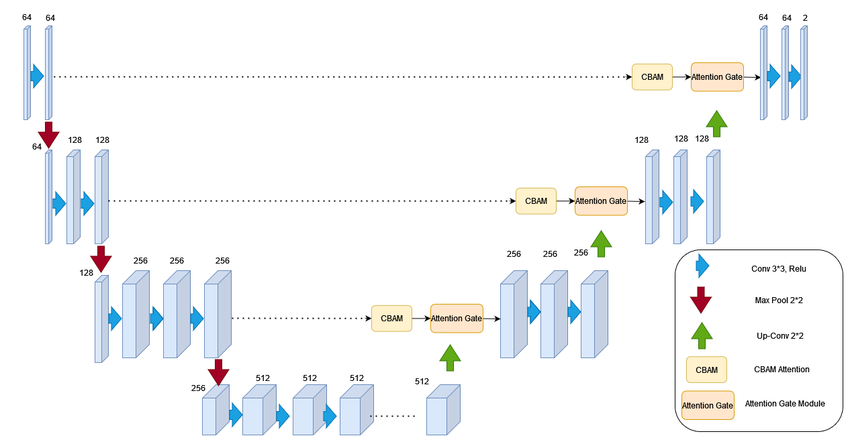 64 64 64 64 2
CBAM Attention Gate
64 128 128 128 128 128
CBAM Attention Gate
128 256 256 256 256 256 256
CBAM Attention Gate
256 512 512 512 512
Conv 3*3, Relu
Max Pool 2*2
Up-Conv 2*2
CBAM CBAM Attention
Attention Gate Attention Gate Module